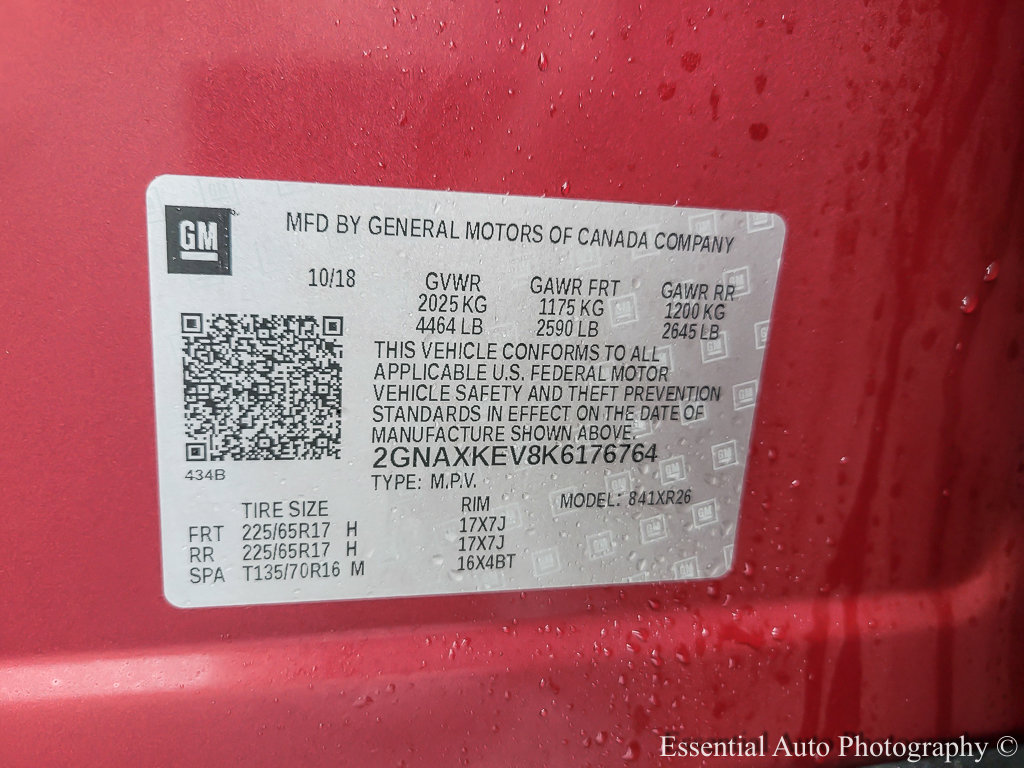 GM
MFD BY GENERAL MOTORS OF CANADA COMPANY
10/18
GVWR GAWR FRT GAWR RR
2025 KG 1175 KG 1200 KG
4464 LB 2590 LB 2645 LB
THIS VEHICLE CONFORMS TO ALL
APPLICABLE U.S. FEDERAL MOTOR
VEHICLE SAFETY AND THEFT PREVENTION
STANDARDS IN EFFECT ON THE DATE OF
MANUFACTURE SHOWN ABOVE.
434B
2GNAXKEV8K6176764
TYPE: M.P.V. MODEL: 841XR26
TIRE SIZE RIM
FRT 225/65R17 H 17X7J
RR 225/65R17 H 17X7J
SPA T135/70R16 M 16X4BT
Essential Auto Photography ©